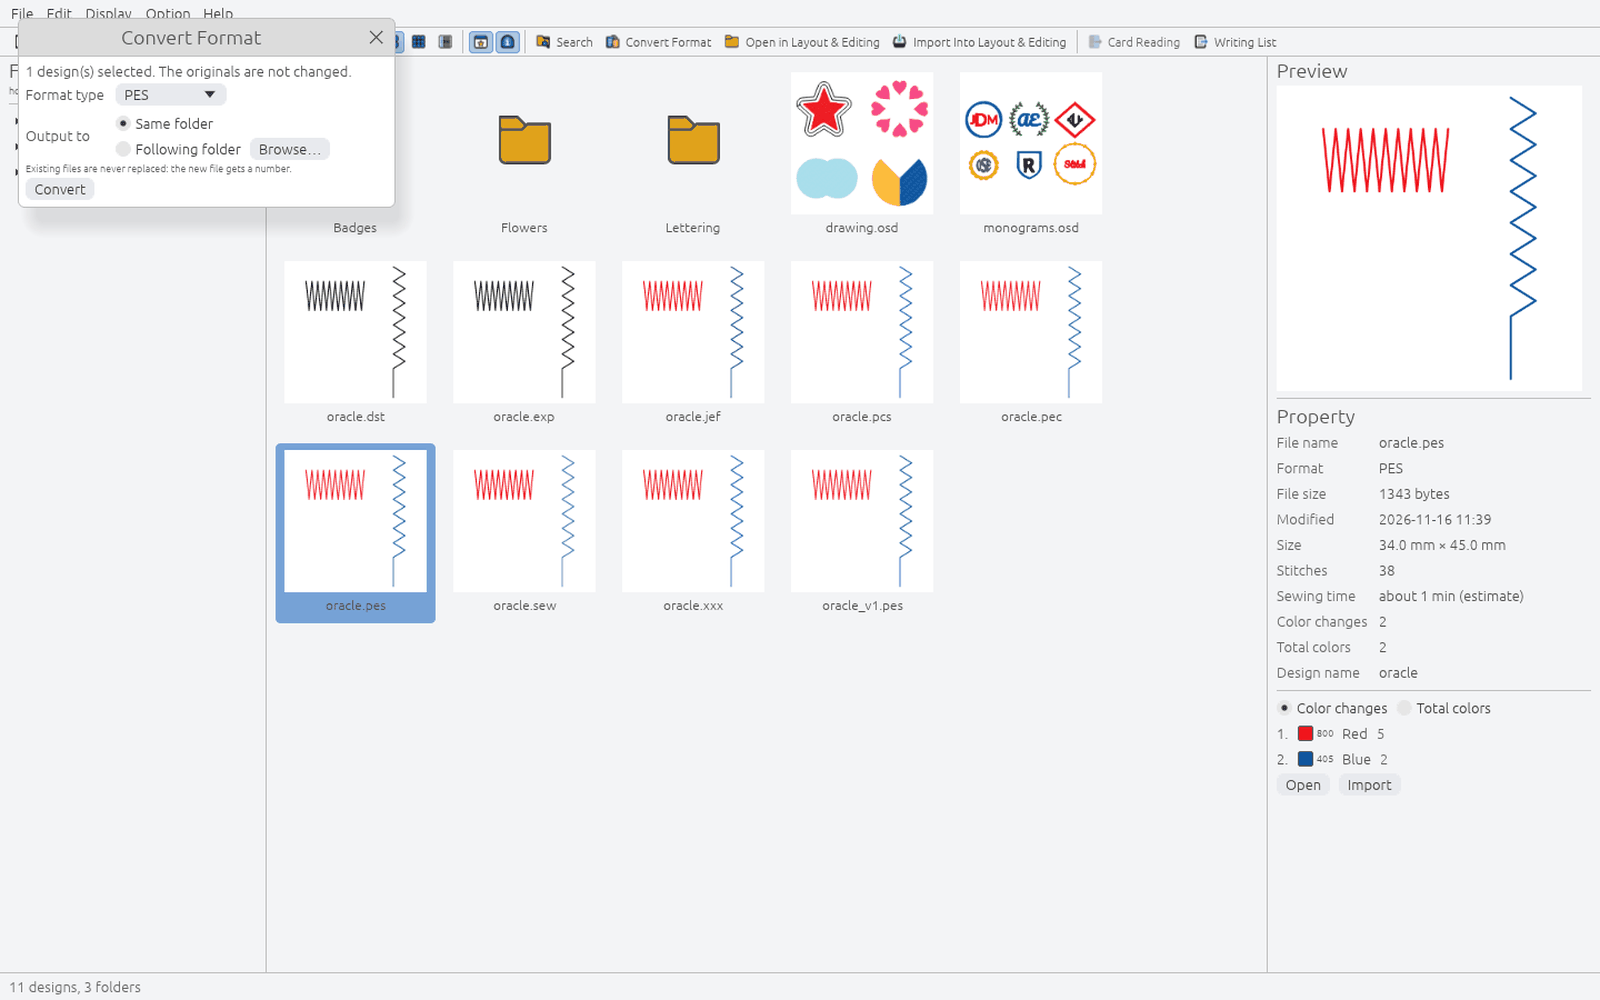 File Edit Display Option Help
Convert Format
Search Convert Format Open in Layout & Editing Import Into Layout & Editing Card Reading Writing List
1 design(s) selected. The originals are not changed.
Format type PES
Output to
Same folder
Following folder Browse...
Existing files are never replaced: the new file gets a number.
Convert
JDM
R
Badges Flowers Lettering drawing.osd monograms.osd
oracle.dst oracle.exp oracle.jef oracle.pcs oracle.pec
oracle.pes oracle.sew oracle.xxx oracle_v1.pes
Preview
Property
File name oracle.pes
Format PES
File size 1343 bytes
Modified 2026-11-16 11:39
Size 34.0 mm × 45.0 mm
Stitches 38
Sewing time about 1 min (estimate)
Color changes 2
Total colors 2
Design name oracle
Color changes Total colors
1. 800 Red 5
2. 405 Blue 2
Open Import
11 designs, 3 folders